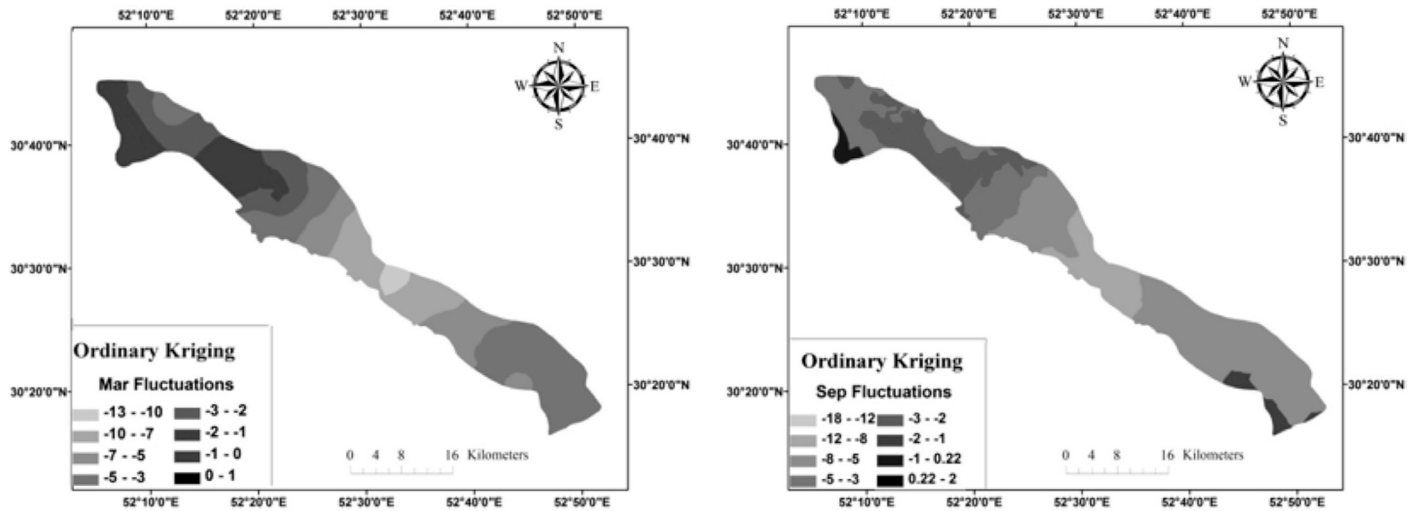 52°10'0"E 52°20'0"E 52°30'0"E 52°40'0"E 52°50'0"E
N
W E
S
30°40'0"N 30°40'0"N
30°30'0"N 30°30'0"N
30°20'0"N 30°20'0"N
Ordinary Kriging
Mar Fluctuations
-13 - -10 -3 - -2
-10 - -7 -2 - -1
-7 - -5 -1 - 0
-5 - -3 0 - 1
0 4 8 16 Kilometers
52°10'0"E 52°20'0"E 52°30'0"E 52°40'0"E 52°50'0"E
52°10'0"E 52°20'0"E 52°30'0"E 52°40'0"E 52°50'0"E
N
W E
S
30°40'0"N 30°40'0"N
30°30'0"N 30°30'0"N
30°20'0"N 30°20'0"N
Ordinary Kriging
Sep Fluctuations
-18 - -12 -3 - -2
-12 - -8 -2 - -1
-8 - -5 -1 - 0.22
-5 - -3 0.22 - 2
0 4 8 16 Kilometers
52°10'0"E 52°20'0"E 52°30'0"E 52°40'0"E 52°50'0"E